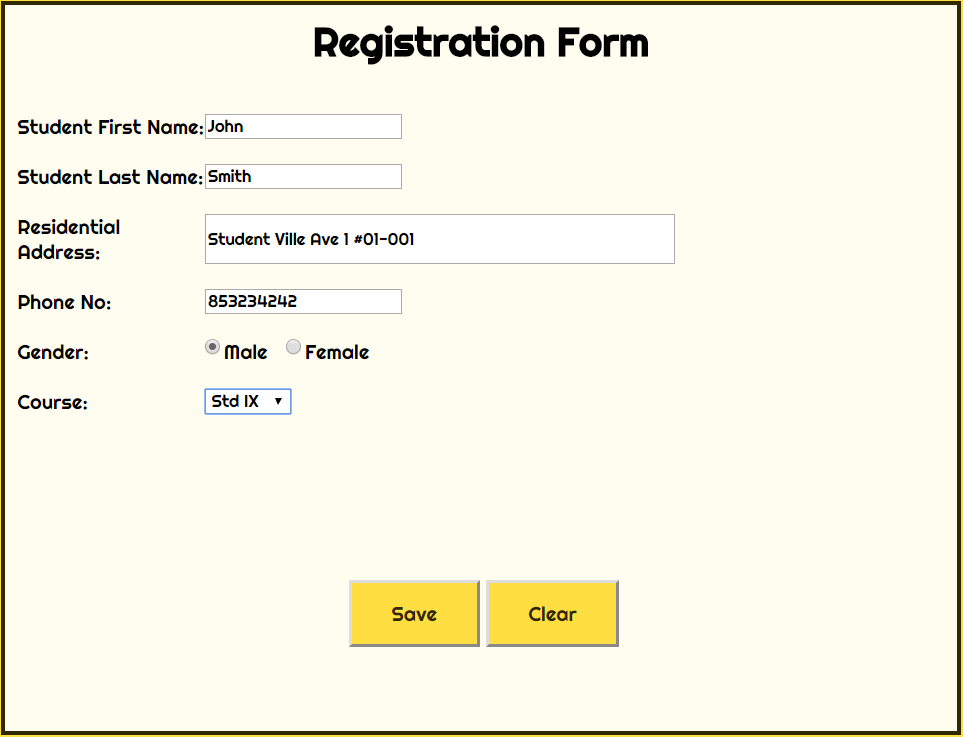 Registration Form
Student First Name: John
Student Last Name: Smith
Residential
Address:
Student Ville Ave 1 #01-001
Phone No: 853234242
Gender: Male Female
Course: Std IX
Save Clear